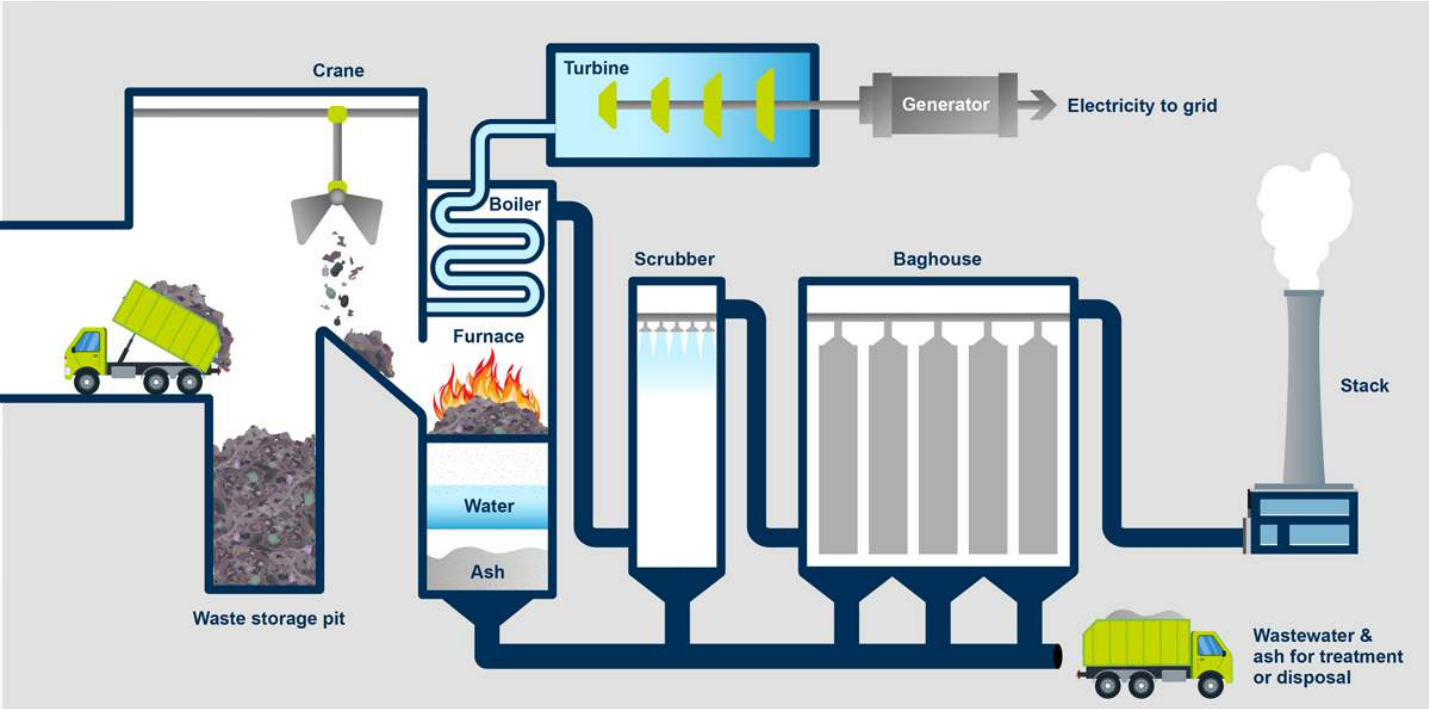 Crane
Turbine
Generator
Electricity to grid
Boiler
Scrubber
Baghouse
Furnace
Stack
Water
Ash
Waste storage pit
Wastewater &
ash for treatment
or disposal